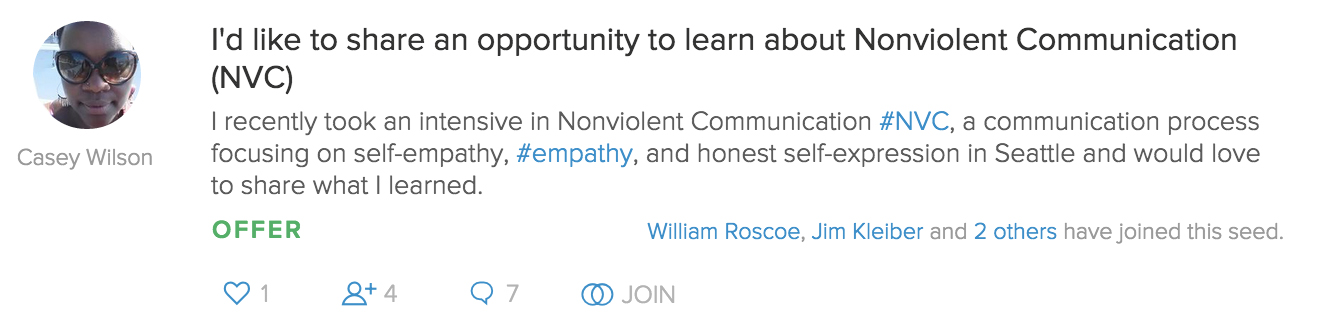 I'd like to share an opportunity to learn about Nonviolent Communication
(NVC)
Casey Wilson
I recently took an intensive in Nonviolent Communication #NVC, a communication process
focusing on self-empathy, #empathy, and honest self-expression in Seattle and would love
to share what I learned.
OFFER
William Roscoe, Jim Kleiber and 2 others have joined this seed.
1 4 7 JOIN